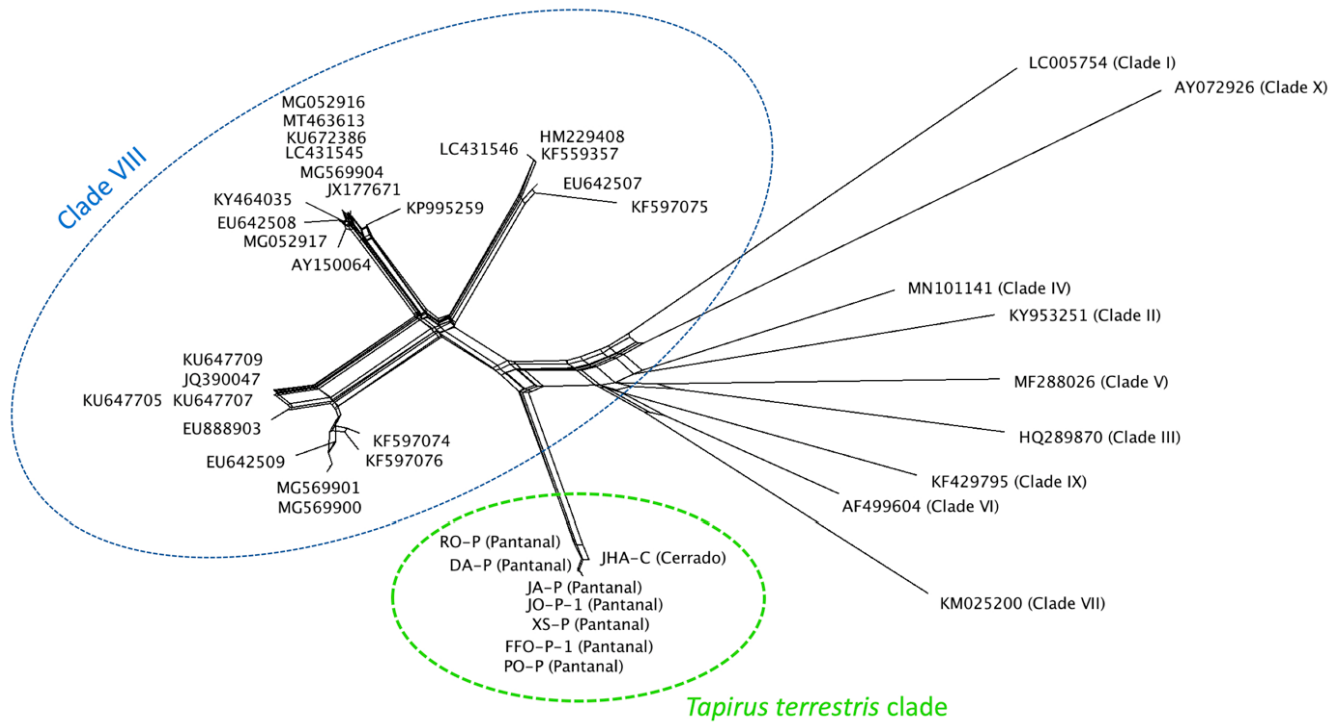 LC005754 (Clade I)
AY072926 (Clade X)
MG052916
MT463613
KU672386
LC431545
MG569904
JX177671
KY464035
EU642508
MG052917
AY150064
KP995259
LC431546
HM229408
KF559357
EU642507
KF597075
Clade VIII
MN101141 (Clade IV)
KY953251 (Clade II)
MF288026 (Clade V)
HQ289870 (Clade III)
KF429795 (Clade IX)
AF499604 (Clade VI)
KM025200 (Clade VII)
KU647709
JQ390047
KU647705 KU647707
EU888903
KF597074
EU642509
KF597076
MG569901
MG569900
RO-P (Pantanal)
DA-P (Pantanal)
JHA-C (Cerrado)
JA-P (Pantanal)
JO-P-1 (Pantanal)
XS-P (Pantanal)
FFO-P-1 (Pantanal)
PO-P (Pantanal)
Tapirus terrestris clade